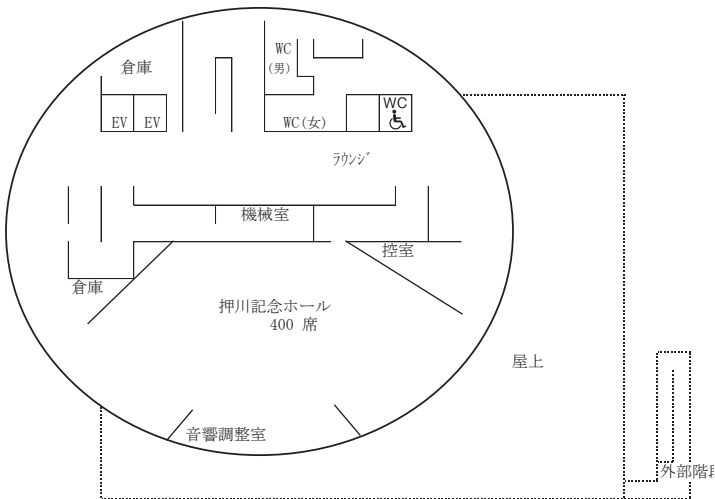 WC
倉庫
(男)
WC
EV
EV
WC(女)
ラウンジ
機械室
控室
倉庫
押川記念ホール
400 席
屋上
音響調整室
外部階段